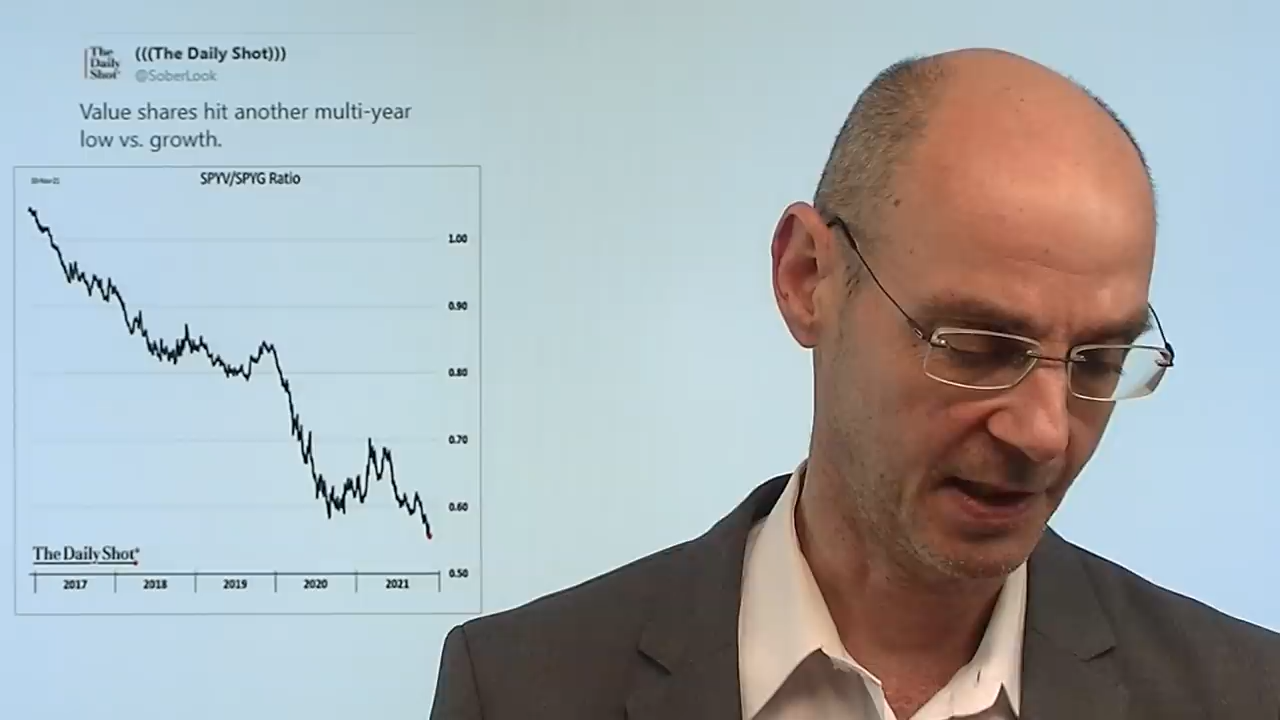 The
Daily
Shot
(((The Daily Shot)))
@SoberLook
Value shares hit another multi-year
low vs. growth.
SPYV/SPYG Ratio
1.00
0.90
0.80
0.70
0.60
0.50
The Daily Shot
2017 2018 2019 2020 2021